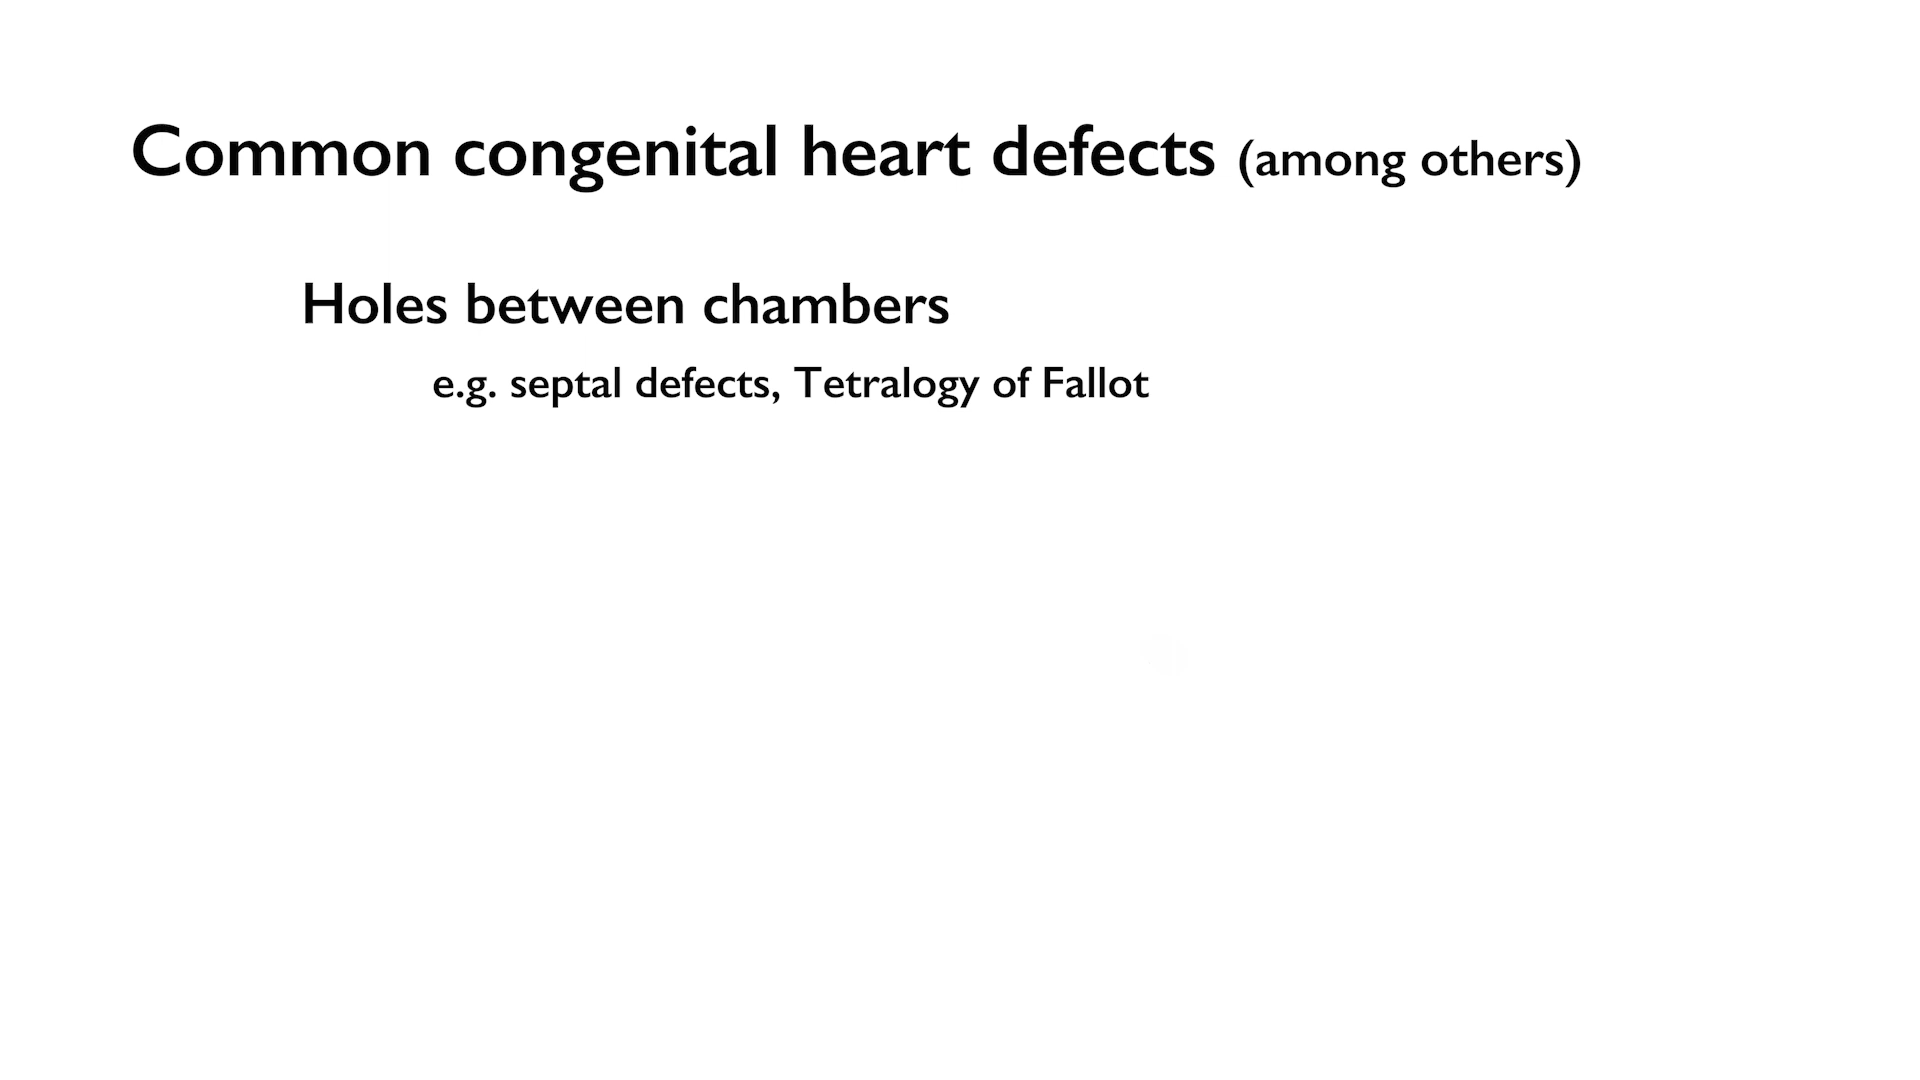 Common congenital heart defects (among others)
Holes between chambers
e.g. septal defects, Tetralogy of Fallot